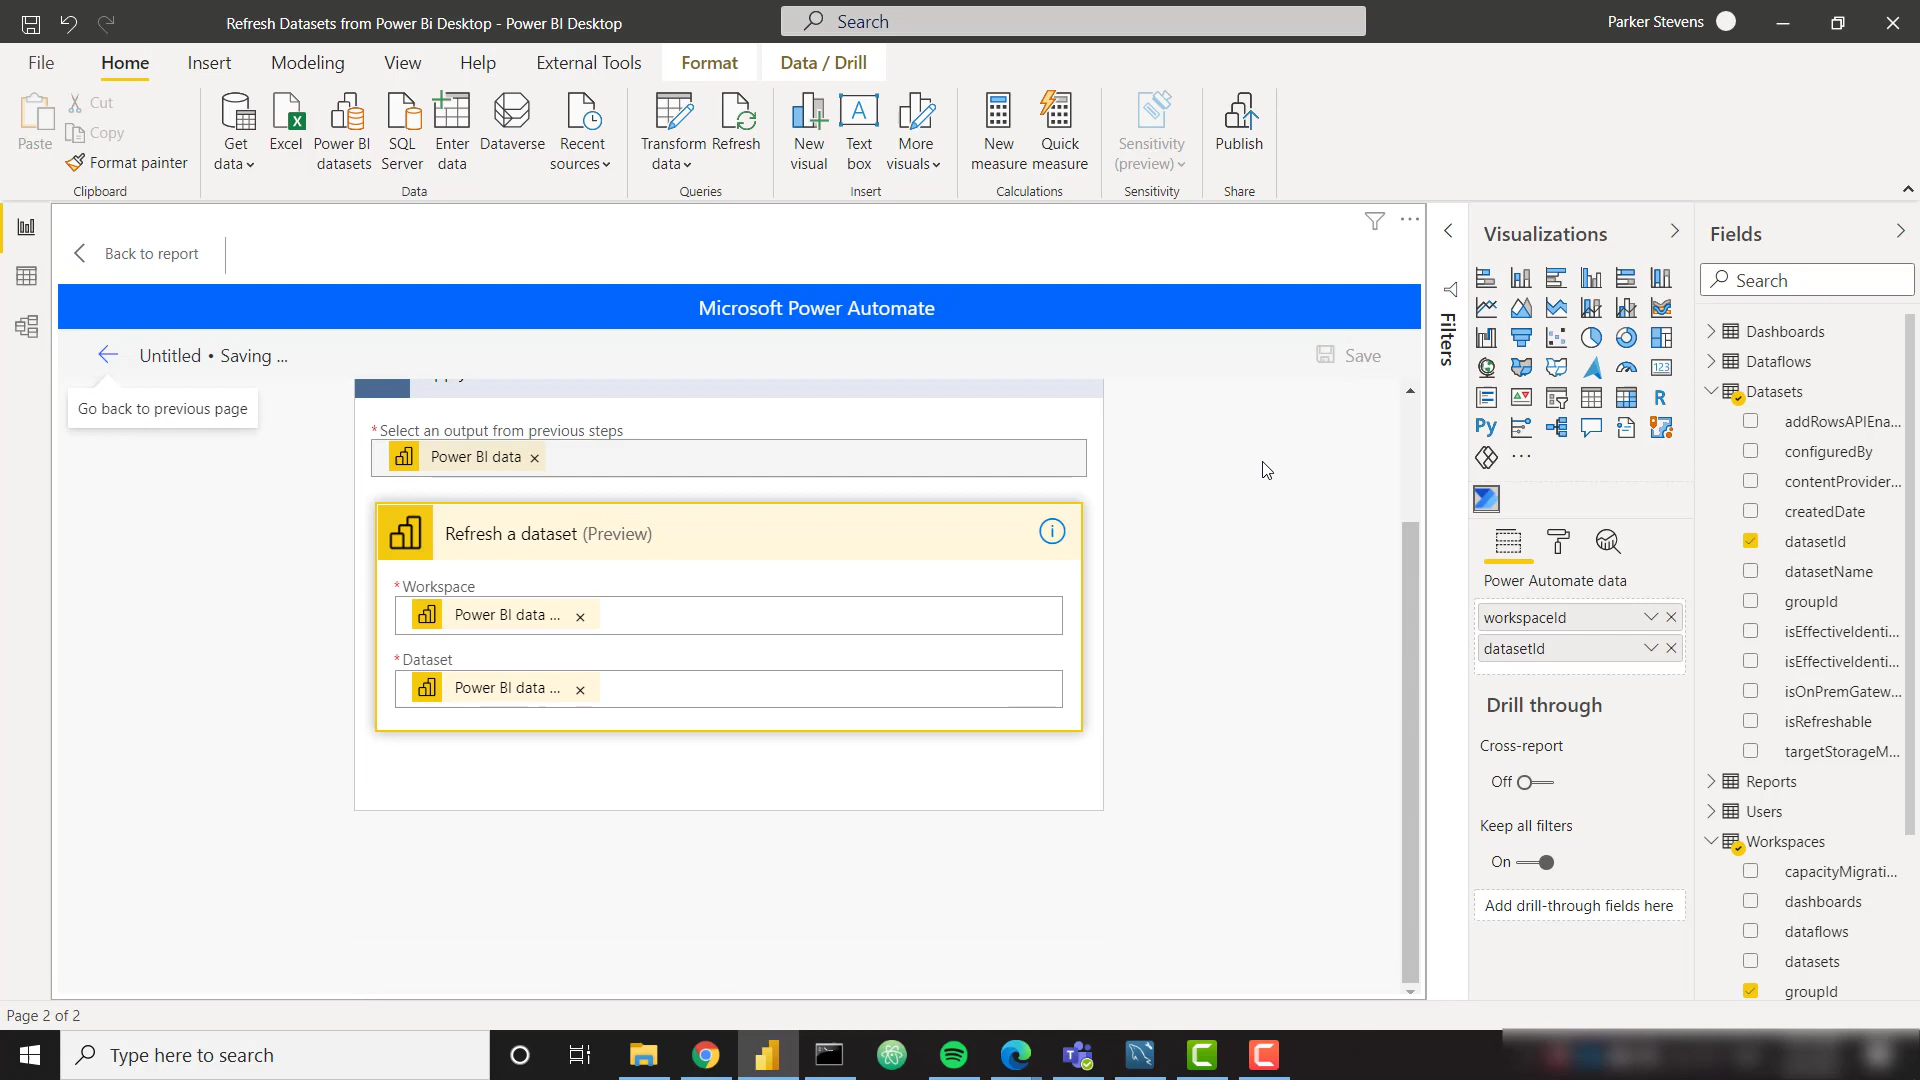 Refresh Datasets from Power Bi Desktop - Power BI Desktop
Search
Parker Stevens
File
Home
Insert
Modeling
View
Help
External Tools
Format
Data / Drill
Paste
Cut
Copy
Format painter
Clipboard
Get data
Excel
Power BI datasets
SQL Server
Enter data
Dataverse
Recent sources
Data
Transform data
Refresh
Queries
New visual
A
Text box
More visuals
Insert
New measure
Quick measure
Calculations
Sensitivity (preview)
Sensitivity
Publish
Share
Back to report
Microsoft Power Automate
Untitled • Saving ...
Save
Go back to previous page
* Select an output from previous steps
Power BI data ×
Refresh a dataset (Preview)
* Workspace
Power BI data ... ×
* Dataset
Power BI data ... ×
Filters
Visualizations
123
R
Py
Power Automate data
workspaceId
datasetId
Drill through
Cross-report
Off
Keep all filters
On
Add drill-through fields here
Fields
Search
Dashboards
Dataflows
Datasets
addRowsAPIEna...
configuredBy
contentProvider...
createdDate
datasetId
datasetName
groupId
isEffectiveIdenti...
isEffectiveIdenti...
isOnPremGatew...
isRefreshable
targetStorageM...
Reports
Users
Workspaces
capacityMigrati...
dashboards
dataflows
datasets
groupId
Page 2 of 2
Type here to search